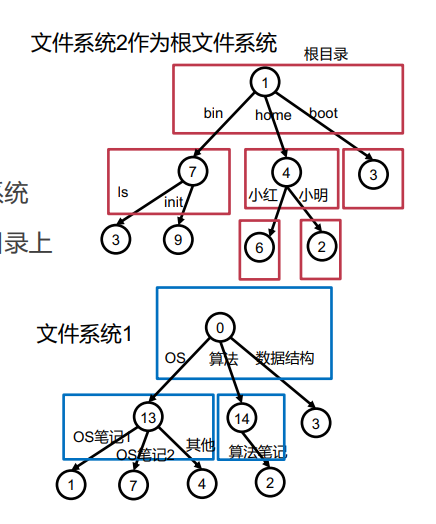 文件系统2作为根文件系统
根目录
1
bin
home
boot
7
4
3
系统
ls
init
小红
小明
3
9
6
2
录上
文件系统1
0
OS
算法
数据结构
13
14
3
OS笔记1
OS笔记2
其他
算法笔记
1
7
4
2